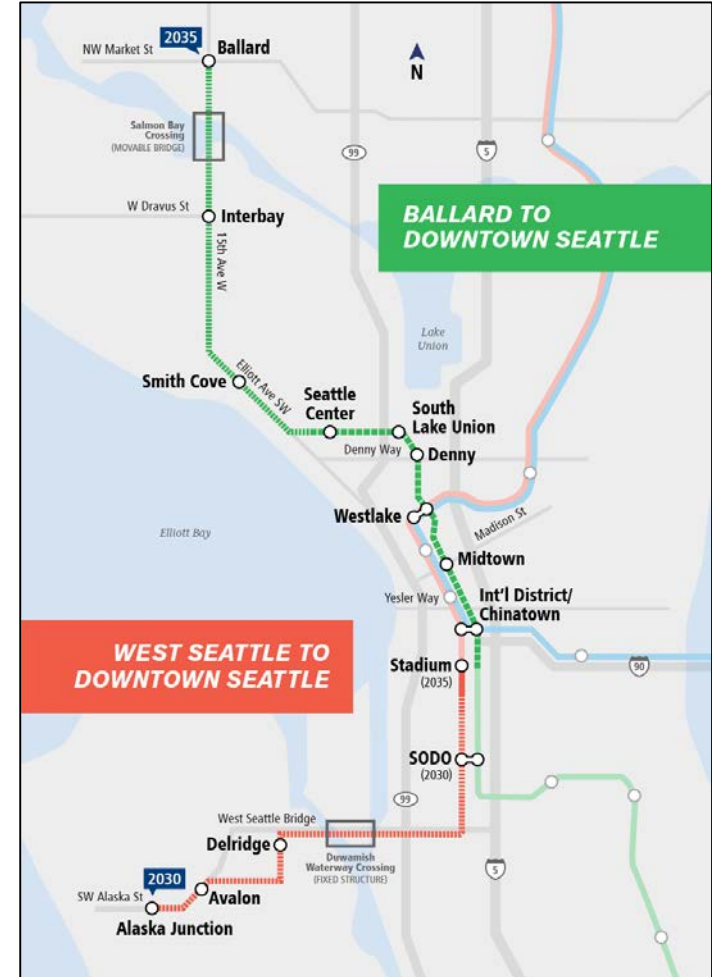 2035
NW Market St
Ballard
N
Salmon Bay
Crossing
(MOVABLE BRIDGE)
99
5
W Dravus St
Interbay
15th Ave W
BALLARD TO
DOWNTOWN SEATTLE
Lake
Union
Smith Cove
Elliott Ave SW
Seattle
Center
South
Lake Union
Denny Way
Denny
Westlake
Madison St
Elliott Bay
Midtown
Yesler Way
Int'l District/
Chinatown
WEST SEATTLE TO
DOWNTOWN SEATTLE
Stadium
(2035)
90
SODO
(2030)
99
West Seattle Bridge
Delridge
Duwamish
Waterway Crossing
(FIXED STRUCTURE)
5
2030
SW Alaska St
Avalon
Alaska Junction